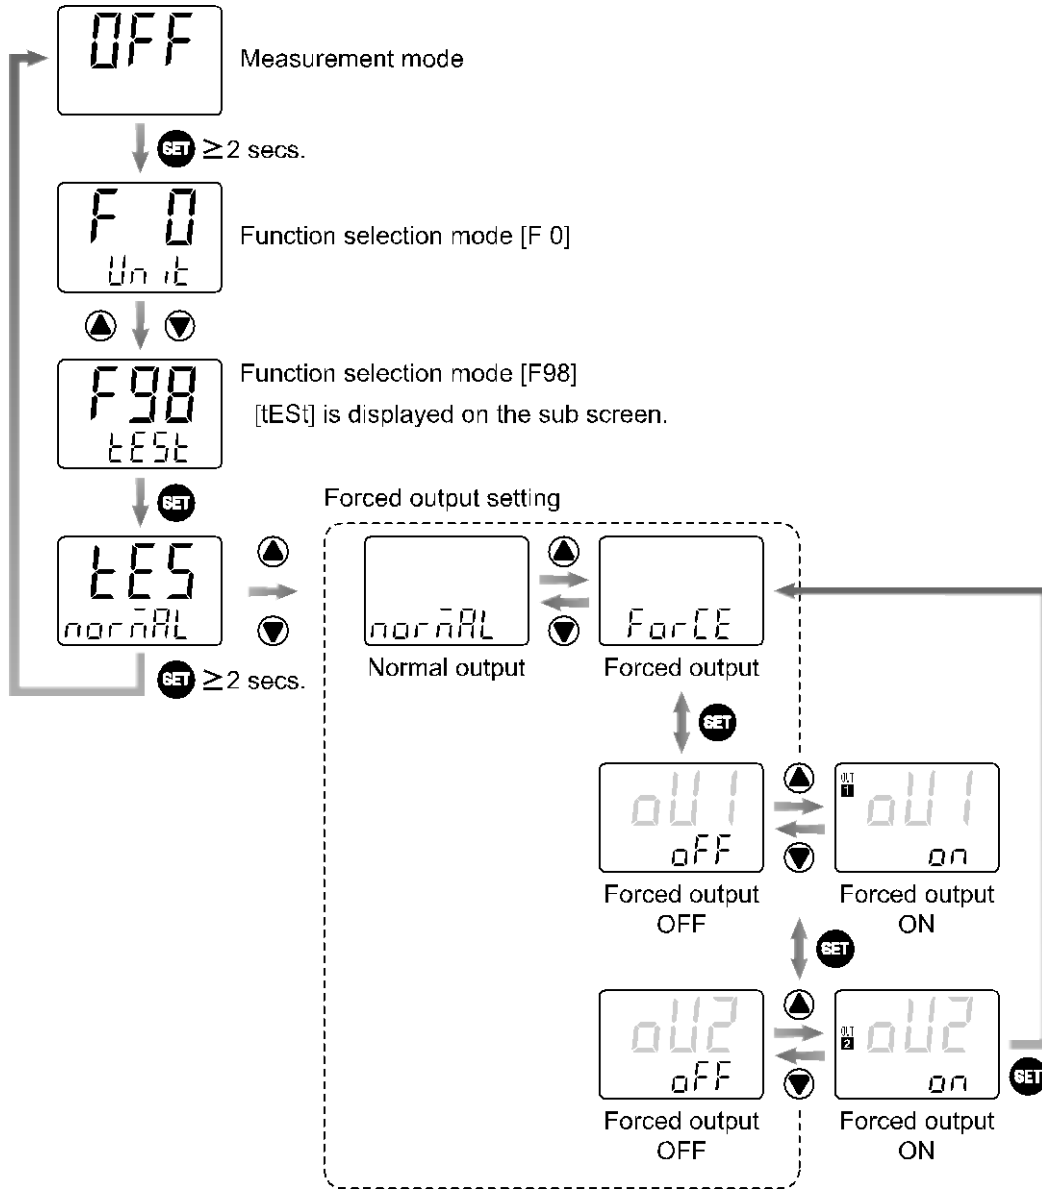 OFF
Measurement mode
SET ≧2 secs.
F 0
Unit
Function selection mode [F 0]
F98
tESt
Function selection mode [F98]
[tESt] is displayed on the sub screen.
SET
Forced output setting
tES
normAL
SET ≧2 secs.
normAL
Normal output
ForCE
Forced output
SET
oU1
oFF
Forced output
OFF
OUT
1
oU1
on
Forced output
ON
SET
oU2
oFF
Forced output
OFF
OUT
2
oU2
on
Forced output
ON
SET